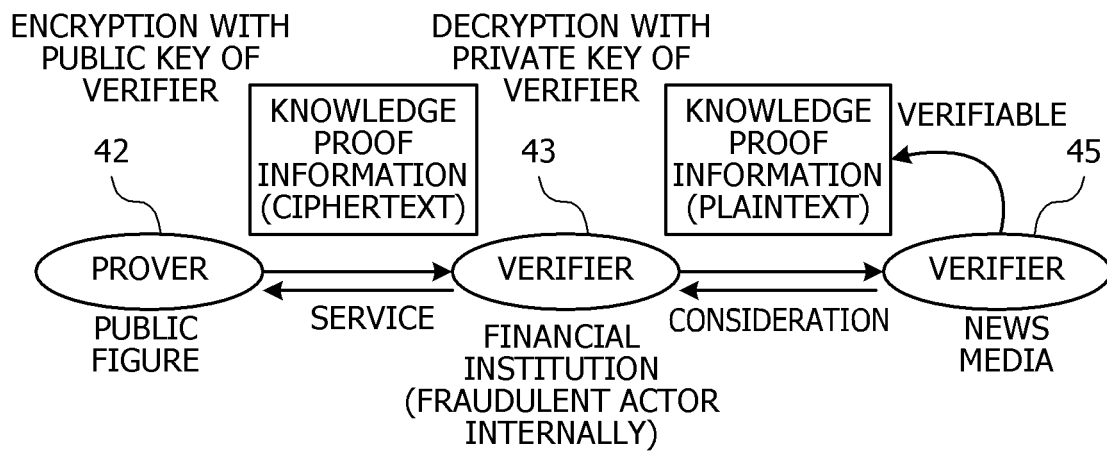 ENCRYPTION WITH
PUBLIC KEY OF
VERIFIER
KNOWLEDGE
PROOF
INFORMATION
(CIPHERTEXT)
DECRYPTION WITH
PRIVATE KEY OF
VERIFIER
KNOWLEDGE
PROOF
INFORMATION
(PLAINTEXT)
VERIFIABLE
42
43
45
PROVER
VERIFIER
VERIFIER
SERVICE
CONSIDERATION
PUBLIC
FIGURE
FINANCIAL
INSTITUTION
(FRAUDULENT ACTOR
INTERNALLY)
NEWS
MEDIA